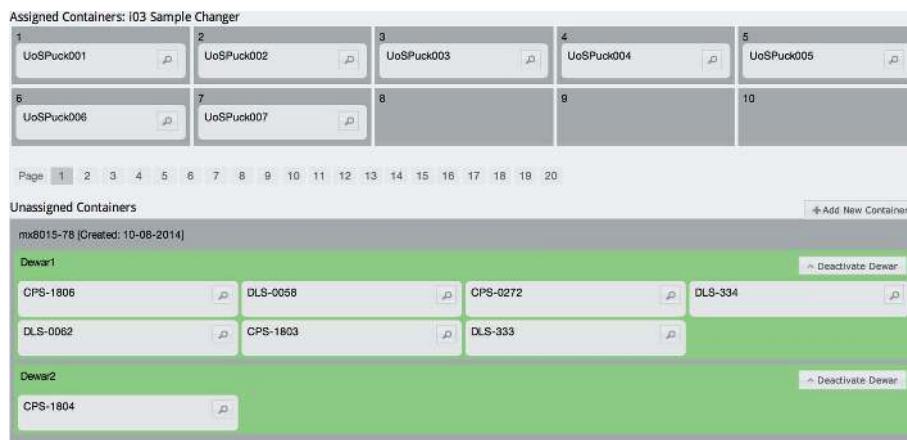 Assigned Containers: i03 Sample Changer
1 2 3 4 5
UoSPuck001 UoSPuck002 UoSPuck003 UoSPuck004 UoSPuck005
6 7 8 9 10
UoSPuck006 UoSPuck007
Page 1 2 3 4 5 6 7 8 9 10 11 12 13 14 15 16 17 18 19 20
Unassigned Containers
+Add New Container
mx8015-78 [Created: 10-08-2014]
Dewar1
Deactivate Dewar
CPS-1806 DLS-0058 CPS-0272 DLS-334
DLS-0062 CPS-1803 DLS-333
Dewar2
Deactivate Dewar
CPS-1804